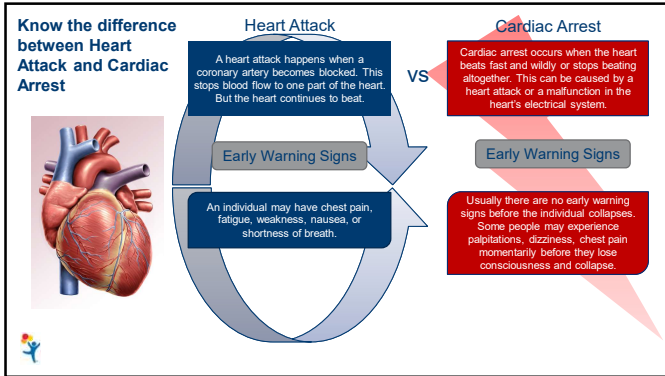 Know the difference
between Heart
Attack and Cardiac
Arrest
Heart Attack
A heart attack happens when a
coronary artery becomes blocked. This
stops blood flow to one part of the heart.
But the heart continues to beat.
Early Warning Signs
An individual may have chest pain,
fatigue, weakness, nausea, or
shortness of breath.
vs
Cardiac Arrest
Cardiac arrest occurs when the heart
beats fast and wildly or stops beating
altogether. This can be caused by a
heart attack or a malfunction in the
heart's electrical system.
Early Warning Signs
Usually there are no early warning
signs before the individual collapses.
Some people may experience
palpitations, dizziness, chest pain
momentarily before they lose
consciousness and collapse.